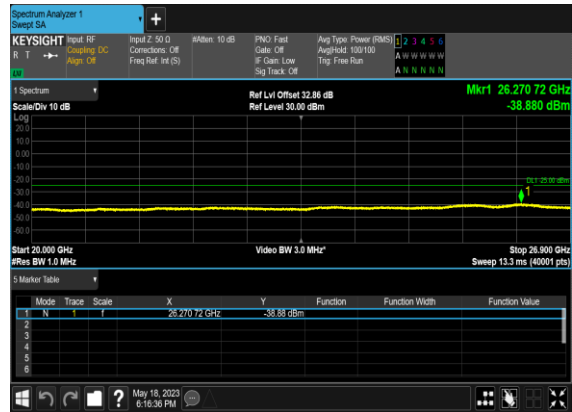 Spectrum Analyzer 1
Swept SA
+
KEYSIGHT Input: RF Input Z: 50 Ω #Atten: 10 dB PNO: Fast Avg Type: Power (RMS) 1 2 3 4 5 6
R T Coupling: DC Corrections: Off Gate: Off Avg|Hold: 100/100 A W W W W W
Align: Off Freq Ref: Int (S) IF Gain: Low Trig: Free Run
Sig Track: Off A N N N N N
1 Spectrum Ref Lvl Offset 32.86 dB Mkr1 26.270 72 GHz
Scale/Div 10 dB Ref Level 30.00 dBm -38.880 dBm
Log
20.0
10.0
0.00
-10.0
-20.0
DL1 -25.00 dBm
-30.0
1
-40.0
-50.0
-60.0
Start 20.000 GHz Video BW 3.0 MHz* Stop 26.900 GHz
#Res BW 1.0 MHz Sweep 13.3 ms (40001 pts)
5 Marker Table
Mode Trace Scale X Y Function Function Width Function Value
1 N 1 f 26.270 72 GHz -38.88 dBm
2
3
4
5
6
? May 18, 2023
6:16:36 PM